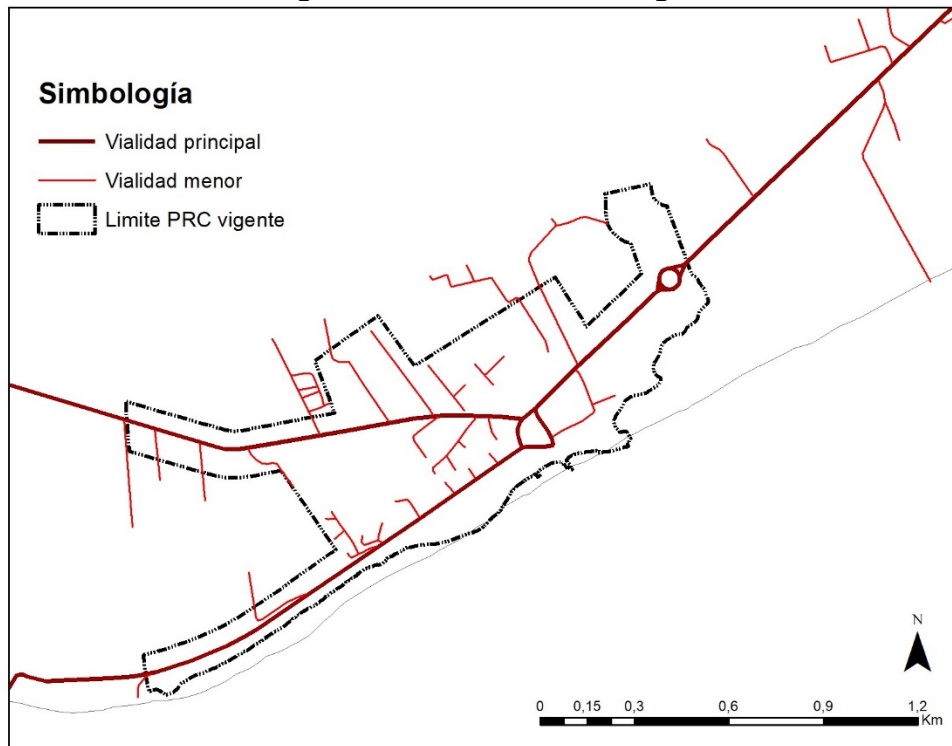 Simbología
Vialidad principal
Vialidad menor
Limite PRC vigente
N
0 0,15 0,3 0,6 0,9 1,2
Km